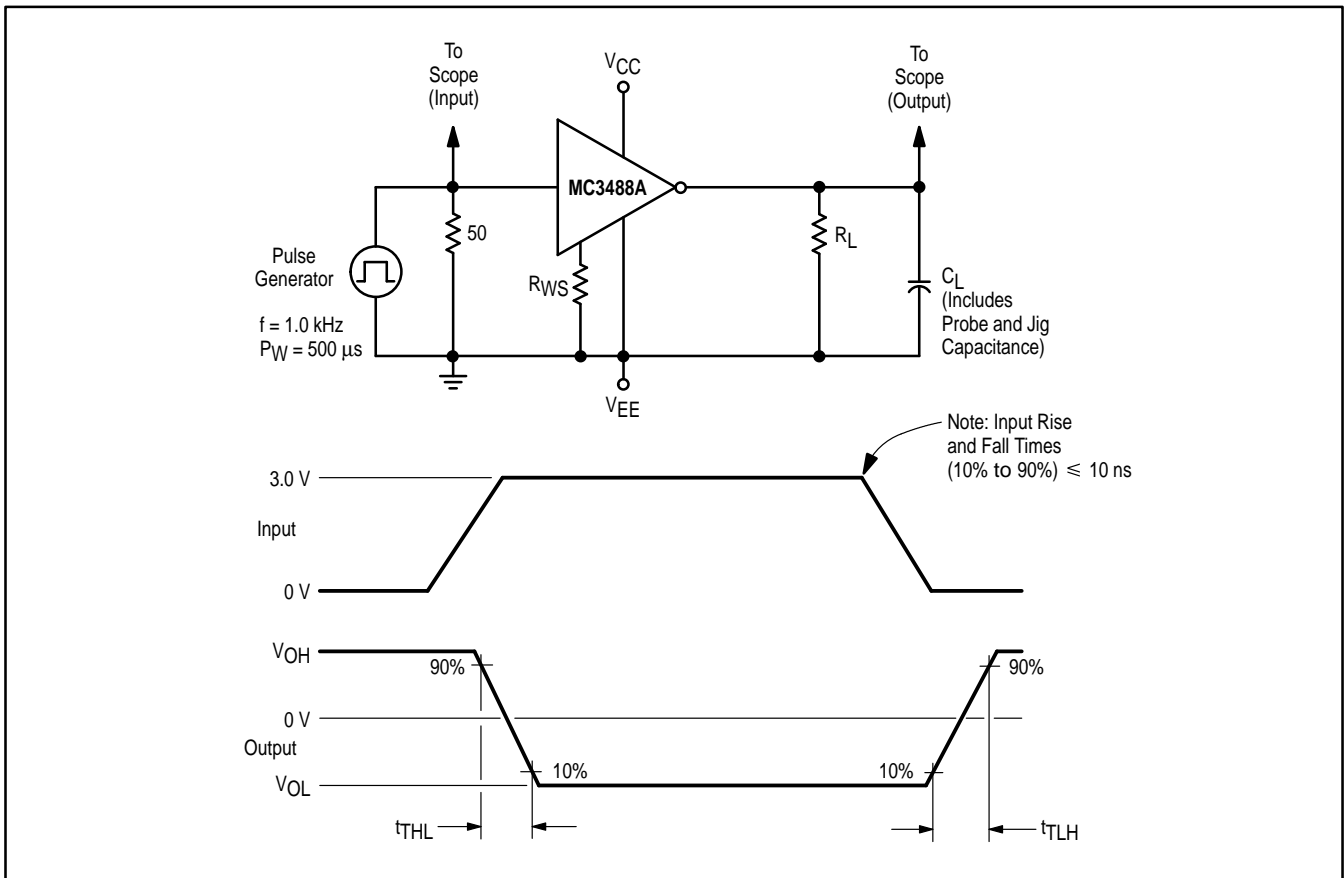 To
Scope
(Input)
VCC
To
Scope
(Output)
MC3488A
50
RL
Pulse
Generator
RWS
CL
(Includes
Probe and Jig
Capacitance)
f = 1.0 kHz
PW = 500 µs
VEE
Note: Input Rise
and Fall Times
(10% to 90%) ≤ 10 ns
3.0 V
Input
0 V
VOH
90%
90%
0 V
Output
10%
10%
VOL
tTHL
tTLH